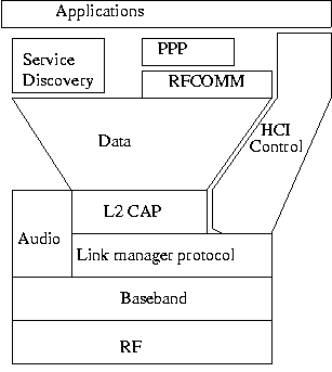 Applications
PPP
Service
Discovery
RFCOMM
HCI
Control
Data
L2 CAP
Audio
Link manager protocol
Baseband
RF